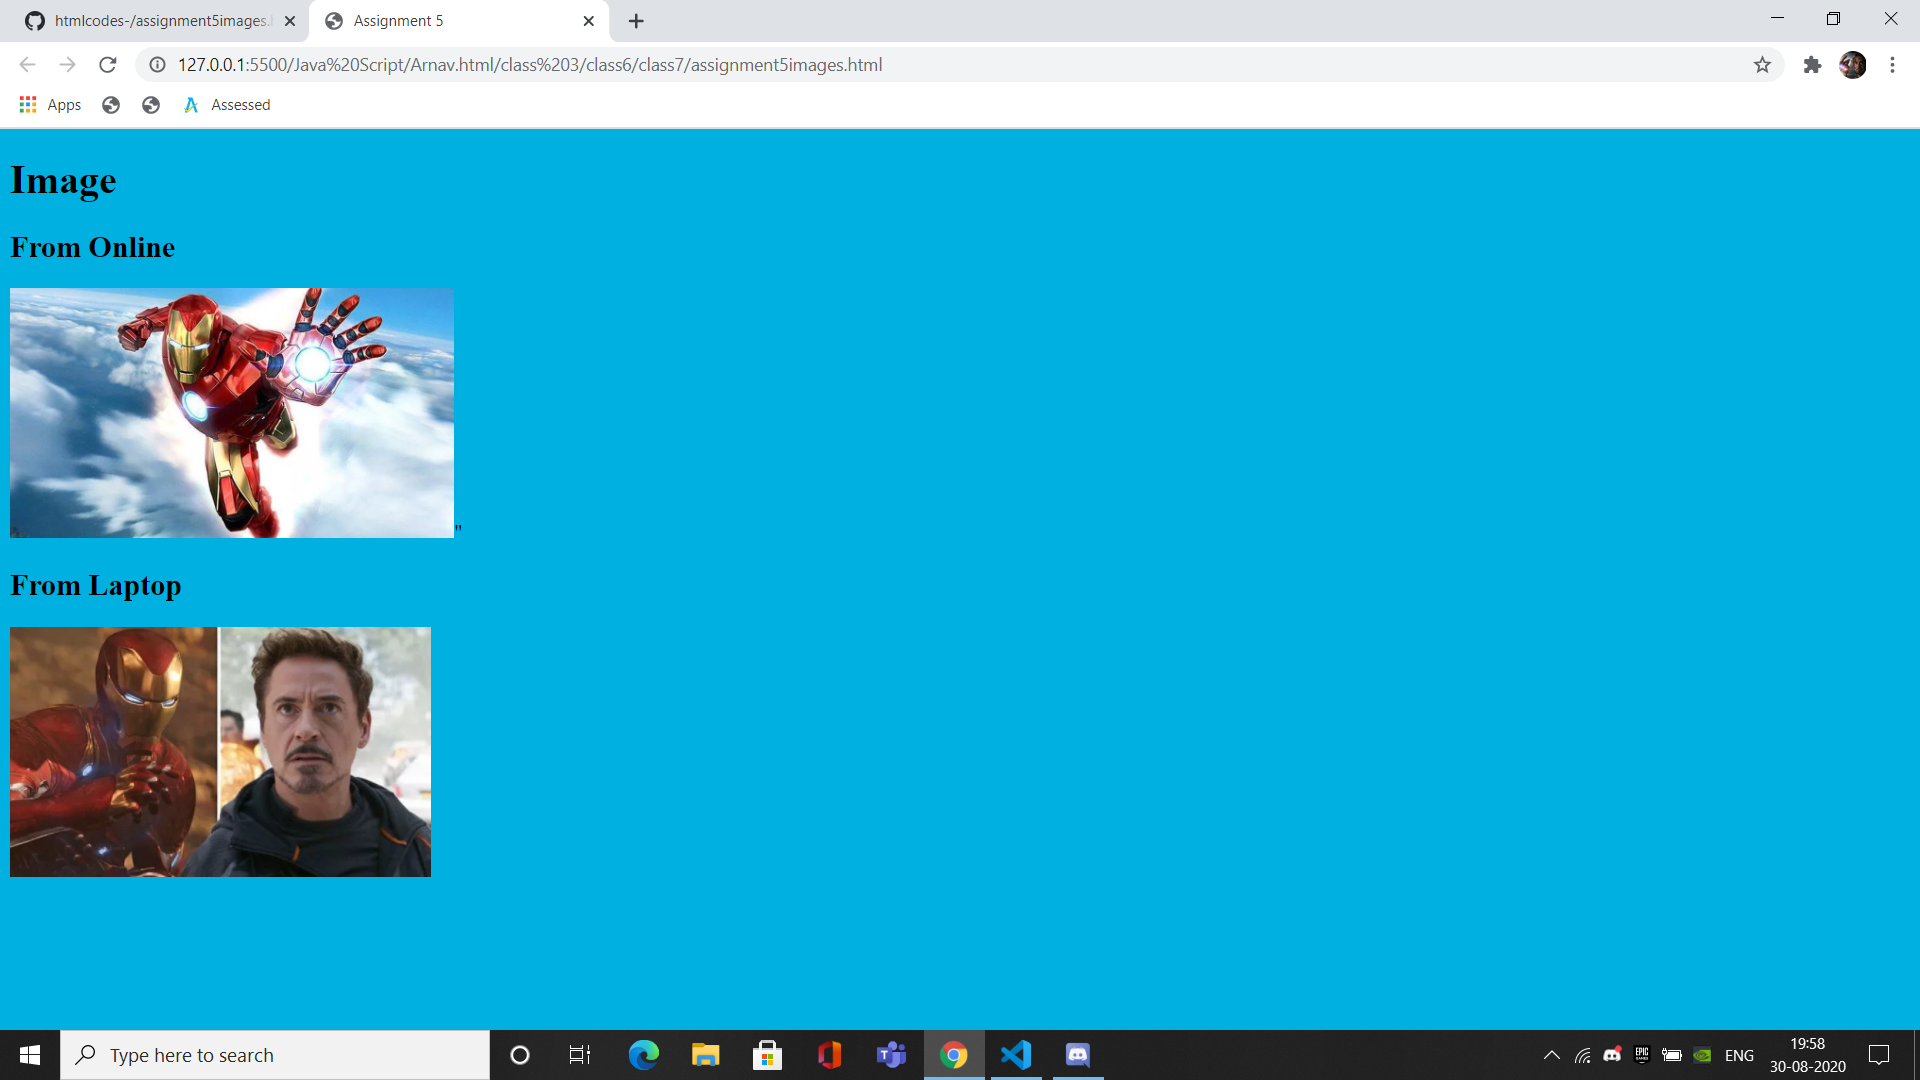 htmlcodes-/assignment5images.
Assignment 5
127.0.0.1:5500/Java%20Script/Arnav.html/class%203/class6/class7/assignment5images.html
Apps
Assessed
Image
From Online
"
From Laptop
Type here to search
T
EPIC
ENG
19:58
30-08-2020